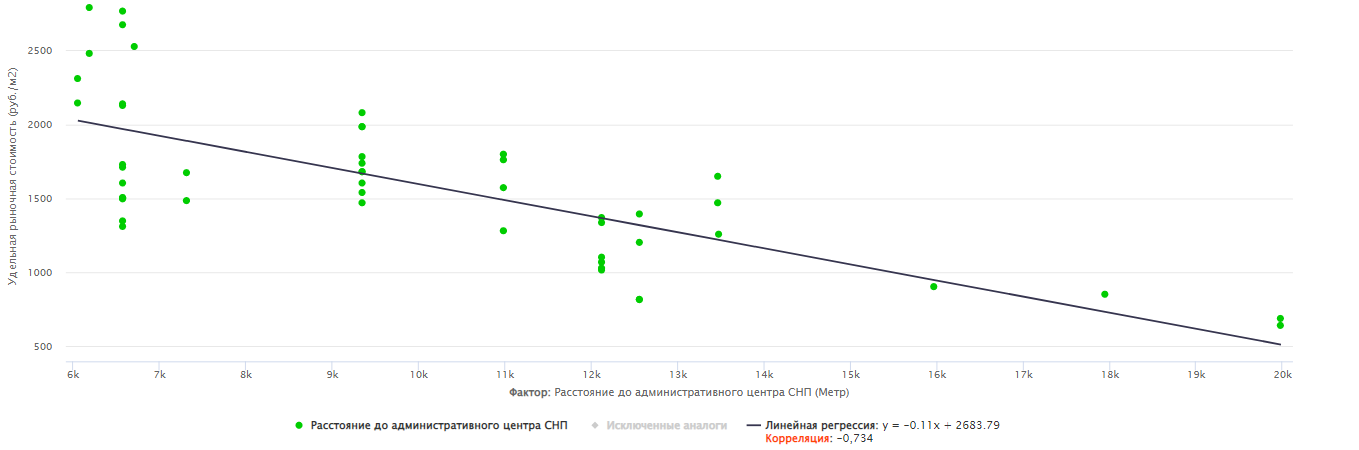 Удельная рыночная стоимость (руб./м2)
2500
2000
1500
1000
500
6k 7k 8k 9k 10k 11k 12k 13k 14k 15k 16k 17k 18k 19k 20k
Фактор: Расстояние до административного центра СНП (Метр)
Расстояние до административного центра СНП Исключенные аналоги Линейная регрессия: y = -0.11x + 2683.79
Корреляция: -0,734